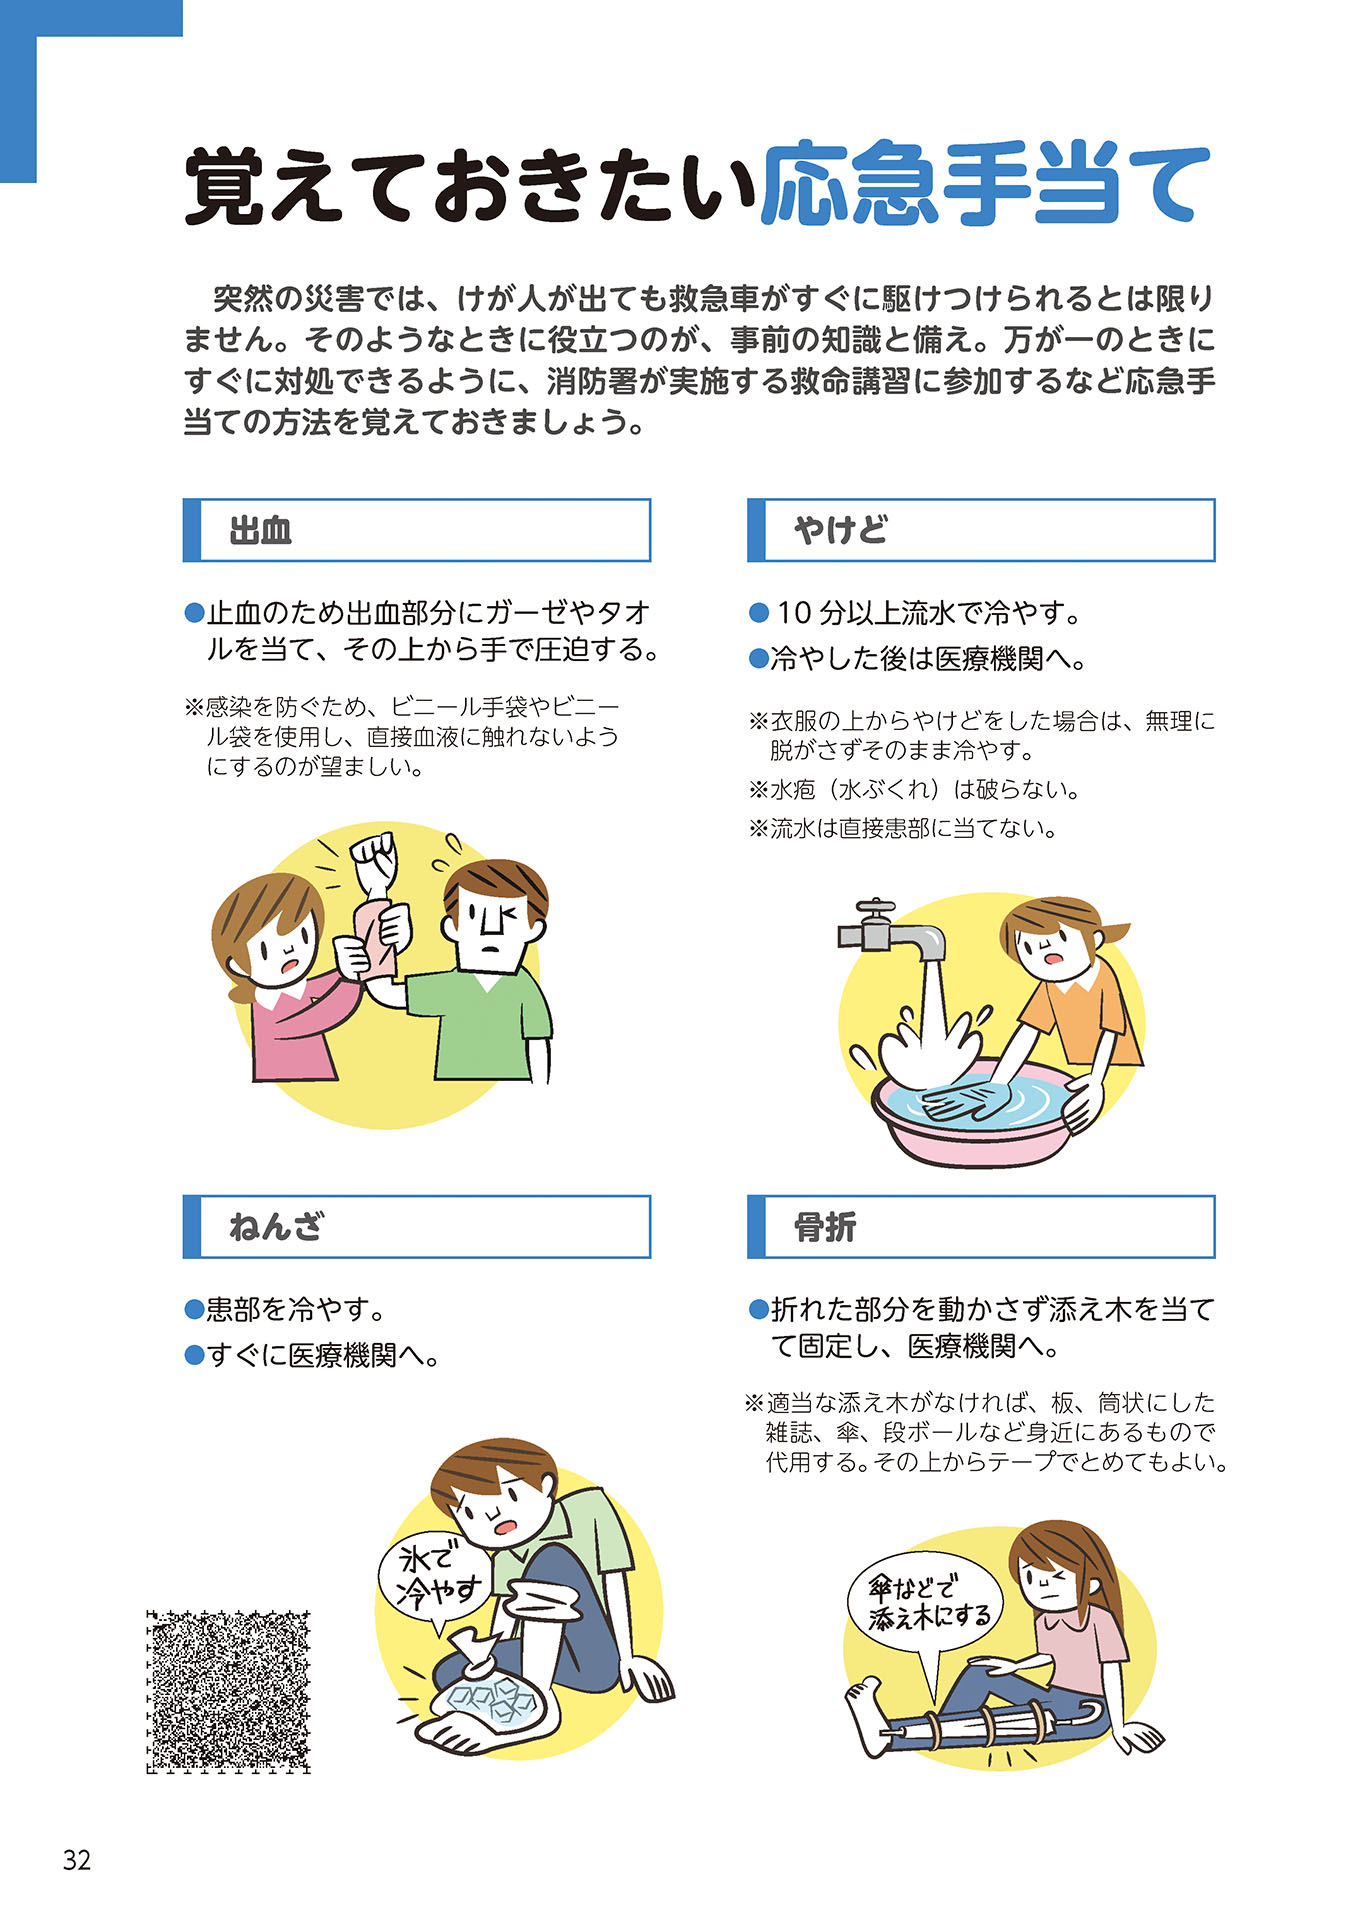 覚えておきたい応急手当て
　突然の災害では、けが人が出ても救急車がすぐに駆けつけられるとは限り
ません。そのようなときに役立つのが、事前の知識と備え。万が一のときに
すぐに対処できるように、消防署が実施する救命講習に参加するなど応急手
当ての方法を覚えておきましょう。
出血
●止血のため出血部分にガーゼやタオ
ルを当て、その上から手で圧迫する。
※感染を防ぐため、ビニール手袋やビニー
ル袋を使用し、直接血液に触れないよう
にするのが望ましい。
やけど
●10 分以上流水で冷やす。
●冷やした後は医療機関へ。
※衣服の上からやけどをした場合は、無理に
脱がさずそのまま冷やす。
※水疱（水ぶくれ）は破らない。
※流水は直接患部に当てない。
ねんざ
●患部を冷やす。
●すぐに医療機関へ。
氷で
冷やす
骨折
●折れた部分を動かさず添え木を当て
て固定し、医療機関へ。
※適当な添え木がなければ、板、筒状にした
雑誌、傘、段ボールなど身近にあるもので
代用する。その上からテープでとめてもよい。
傘などで
添え木にする
32